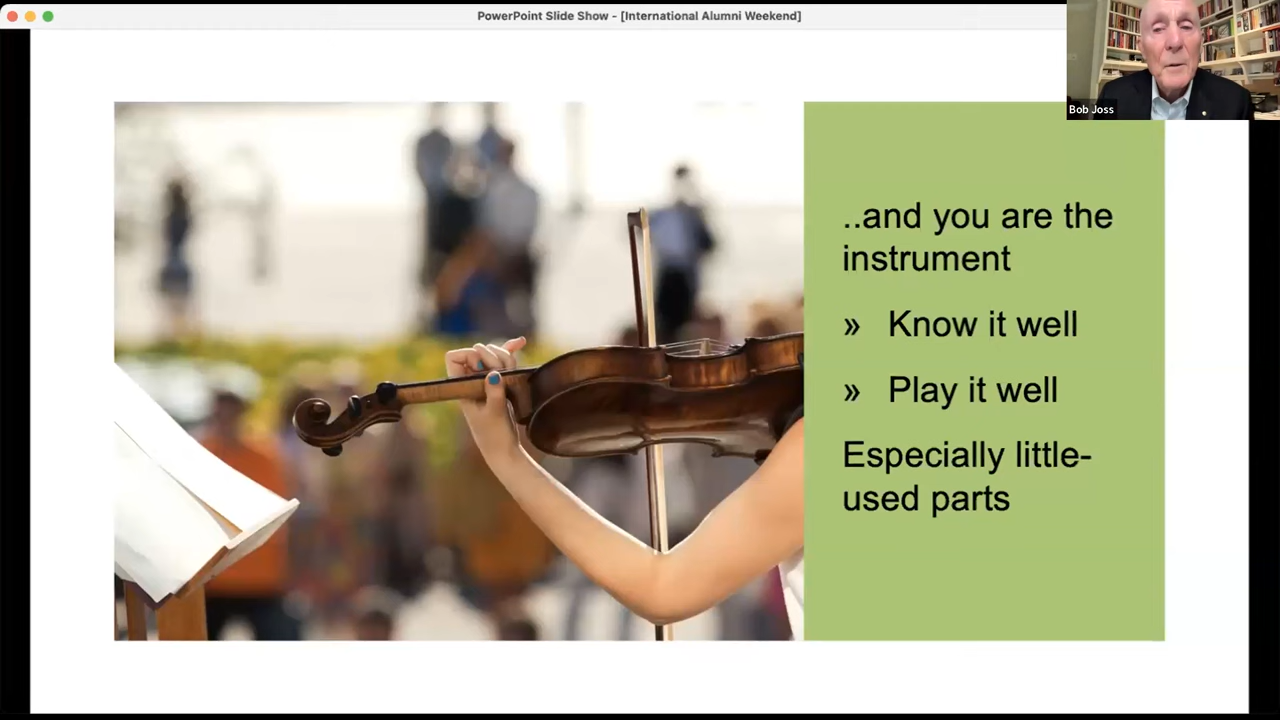 PowerPoint Slide Show - [International Alumni Weekend]
Bob Joss
..and you are the
instrument
» Know it well
» Play it well
Especially little-
used parts